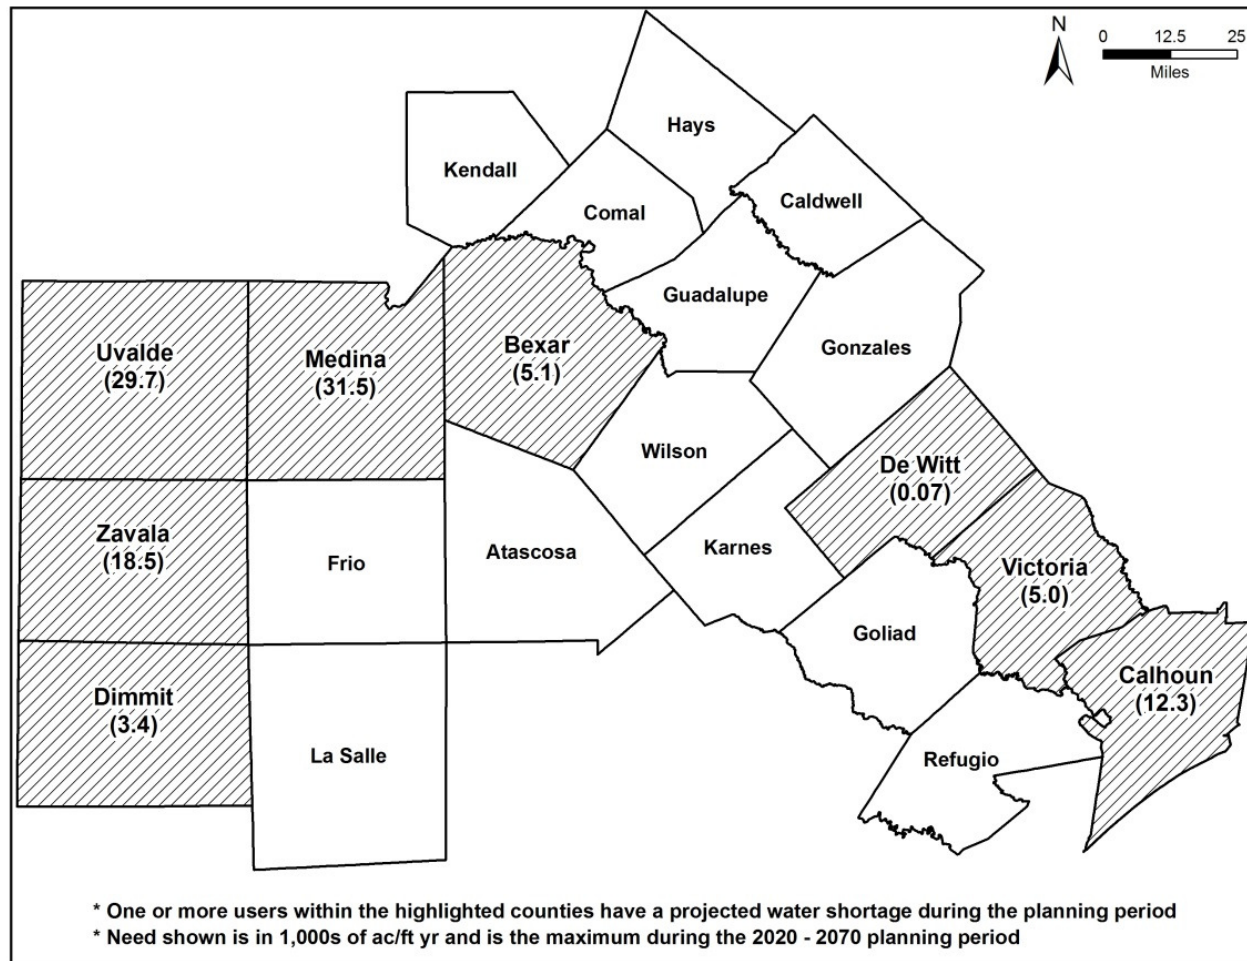 N
0 12.5 25
Miles
Hays
Kendall
Caldwell
Comal
Guadalupe
Uvalde
(29.7)
Medina
(31.5)
Bexar
(5.1)
Gonzales
Wilson
De Witt
(0.07)
Zavala
(18.5)
Frio
Atascosa
Karnes
Victoria
(5.0)
Goliad
Calhoun
(12.3)
Dimmit
(3.4)
La Salle
Refugio
* One or more users within the highlighted counties have a projected water shortage during the planning period
* Need shown is in 1,000s of ac/ft yr and is the maximum during the 2020 - 2070 planning period